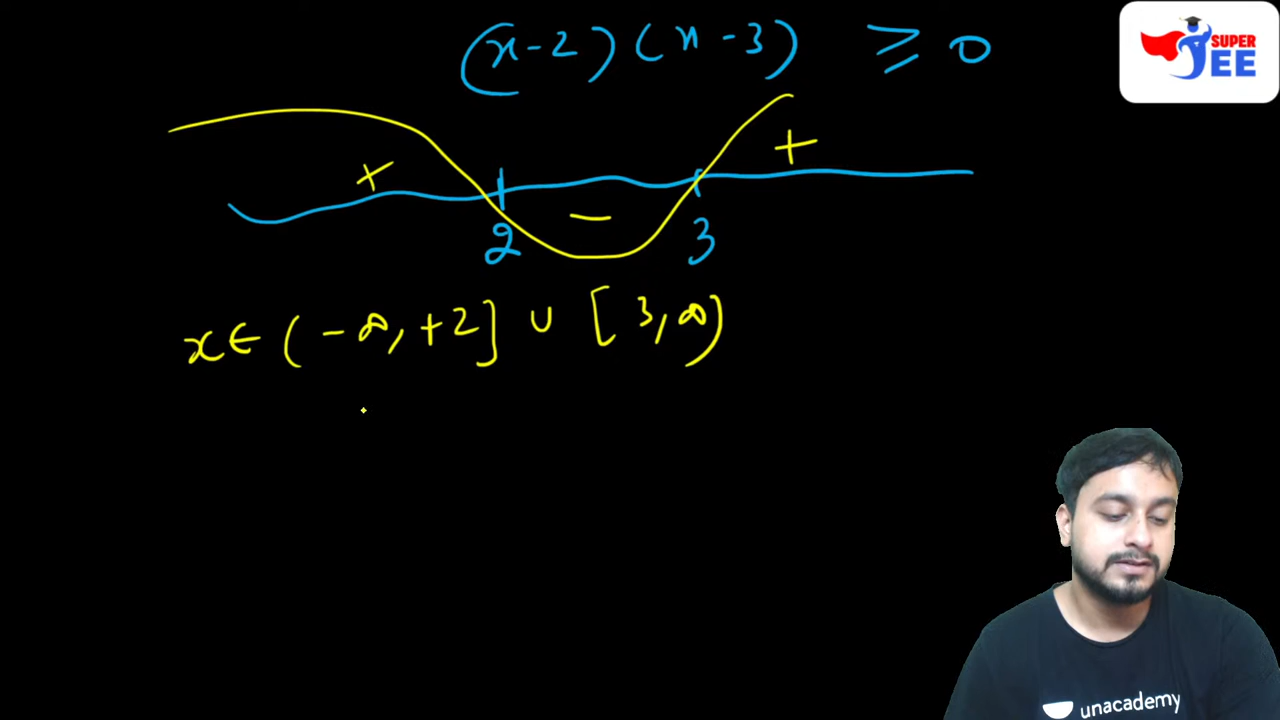 (x-2)(x-3) ≥ 0
SUPER
JEE
+ - +
2 3
x ∈ (-∞, +2] ∪ [3, ∞)
unacademy